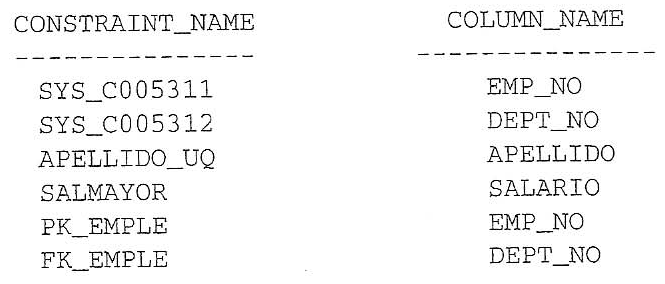 CONSTRAINT_NAME COLUMN_NAME
--------------- ---------------
SYS_C005311 EMP_NO
SYS_C005312 DEPT_NO
APELLIDO_UQ APELLIDO
SALMAYOR SALARIO
PK_EMPLE EMP_NO
FK_EMPLE DEPT_NO